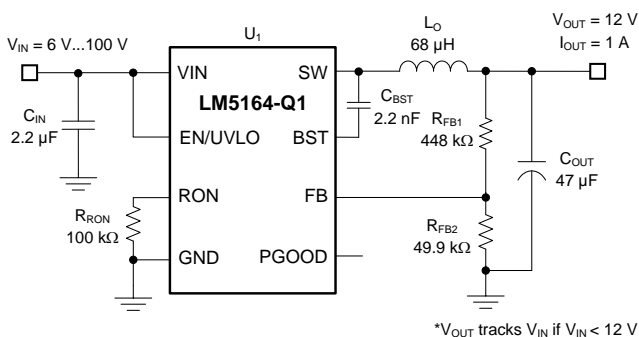 U1
VIN = 6 V...100 V
CIN
2.2 µF
VIN
EN/UVLO
RON
GND
LM5164-Q1
SW
BST
FB
PGOOD
RRON
100 kΩ
LO
68 µH
CBST
2.2 nF
VOUT = 12 V
IOUT = 1 A
RFB1
448 kΩ
COUT
47 µF
RFB2
49.9 kΩ
*VOUT tracks VIN if VIN < 12 V